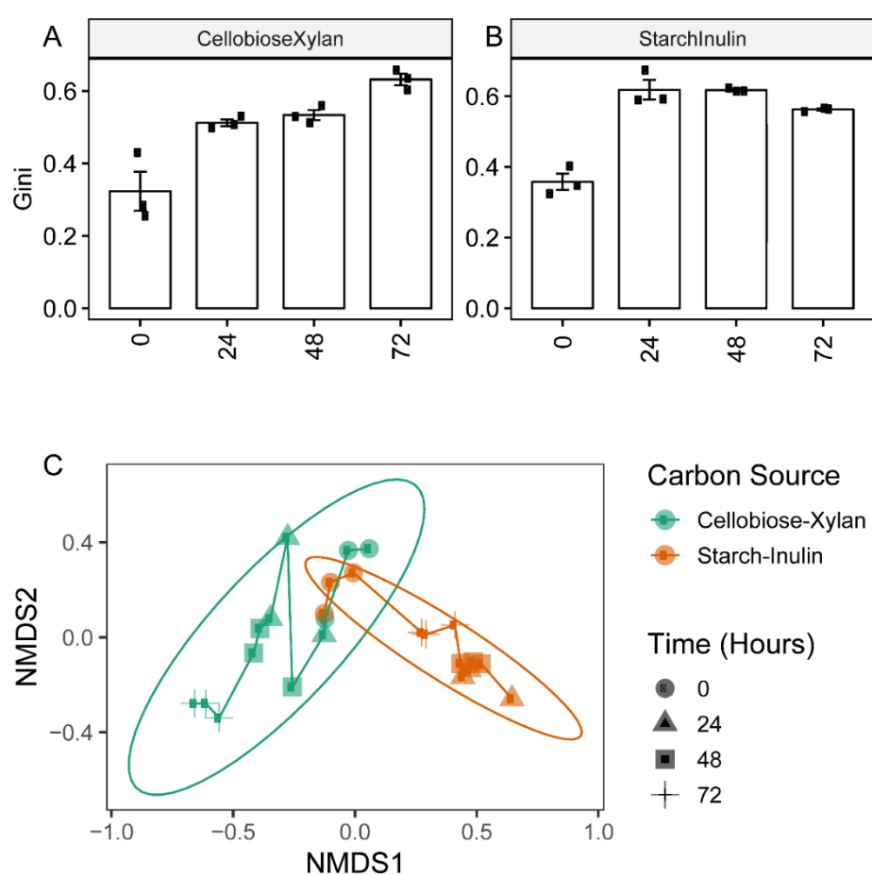 A CellobioseXylan B StarchInulin
Gini
0.6
0.4
0.2
0.0
0 24 48 72
0.6
0.4
0.2
0.0
0 24 48 72
C
NMDS2
0.4
0.0
−0.4
−1.0 −0.5 0.0 0.5 1.0
NMDS1
Carbon Source
Cellobiose-Xylan
Starch-Inulin
Time (Hours)
0
24
48
72